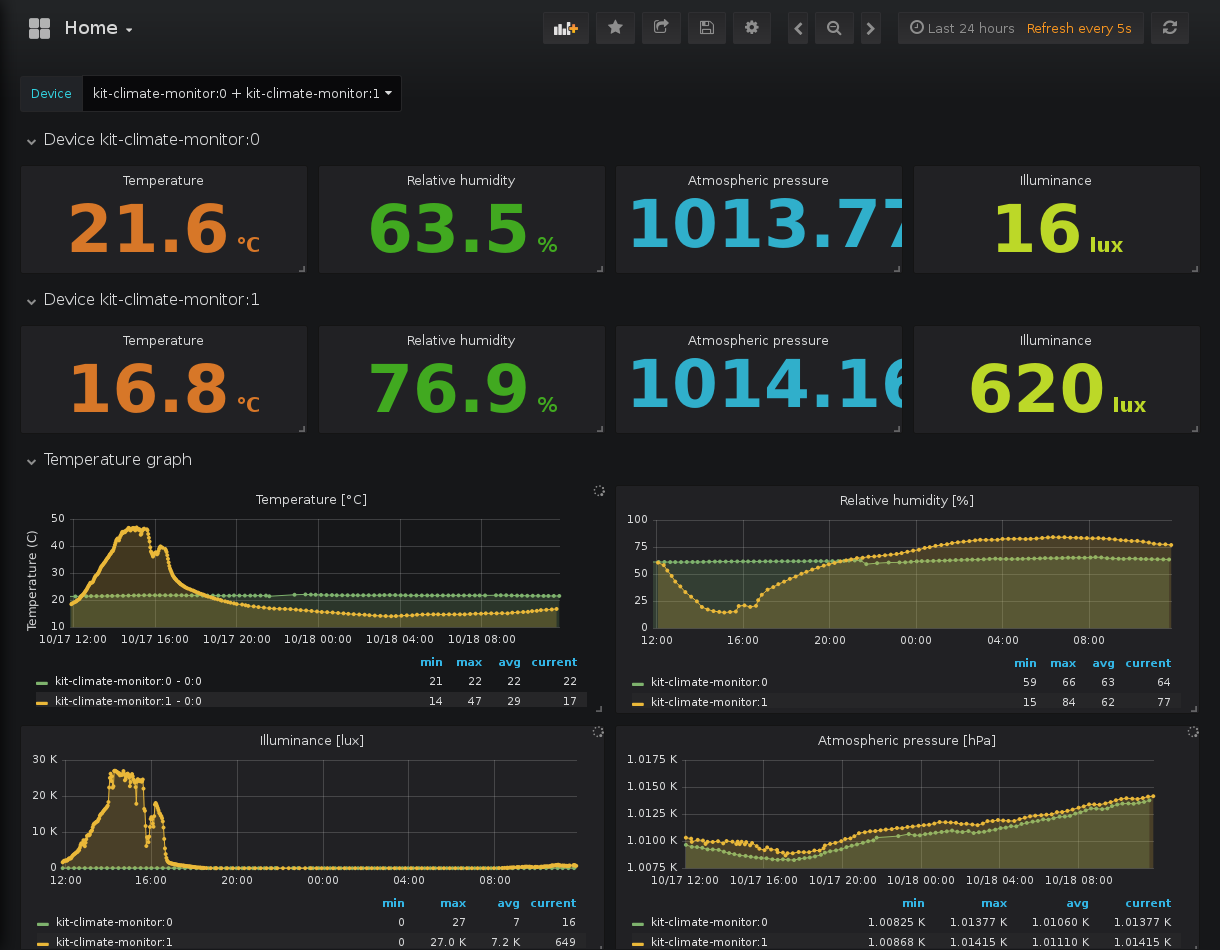 Home
Last 24 hours Refresh every 5s
Device kit-climate-monitor:0 + kit-climate-monitor:1
Device kit-climate-monitor:0
Temperature Relative humidity Atmospheric pressure Illuminance
21.6 °C 63.5 % 1013.77 16 lux
Device kit-climate-monitor:1
Temperature Relative humidity Atmospheric pressure Illuminance
16.8 °C 76.9 % 1014.16 620 lux
Temperature graph
Temperature [°C]
Temperature (C)
50
40
30
20
10
10/17 12:00 10/17 16:00 10/17 20:00 10/18 00:00 10/18 04:00 10/18 08:00
min max avg current
kit-climate-monitor:0 - 0:0 21 22 22 22
kit-climate-monitor:1 - 0:0 14 47 29 17
Relative humidity [%]
100
75
50
25
0
12:00 16:00 20:00 00:00 04:00 08:00
min max avg current
kit-climate-monitor:0 59 66 63 64
kit-climate-monitor:1 15 84 62 77
Illuminance [lux]
30 K
20 K
10 K
0
12:00 16:00 20:00 00:00 04:00 08:00
min max avg current
kit-climate-monitor:0 0 27 7 16
kit-climate-monitor:1 0 27.0 K 7.2 K 649
Atmospheric pressure [hPa]
1.0175 K
1.0150 K
1.0125 K
1.0100 K
1.0075 K
10/17 12:00 10/17 16:00 10/17 20:00 10/18 00:00 10/18 04:00 10/18 08:00
min max avg current
kit-climate-monitor:0 1.00825 K 1.01377 K 1.01060 K 1.01377 K
kit-climate-monitor:1 1.00868 K 1.01415 K 1.01110 K 1.01415 K